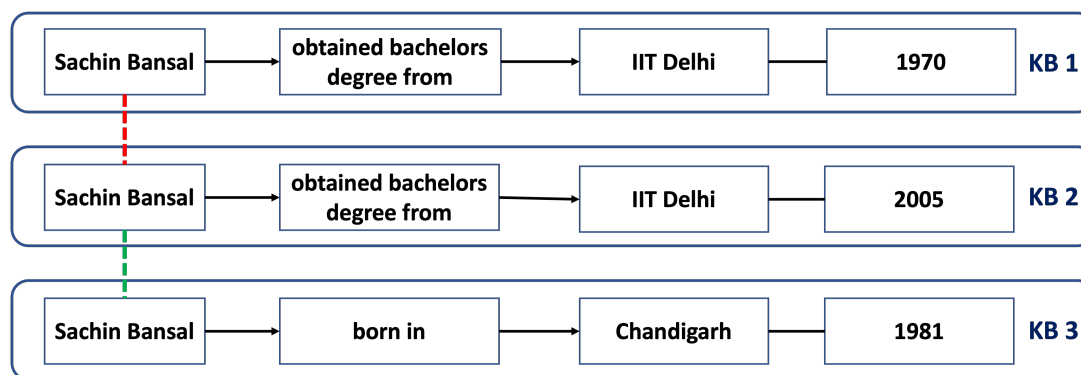 Sachin Bansal
obtained bachelors
degree from
IIT Delhi
1970
KB 1
Sachin Bansal
obtained bachelors
degree from
IIT Delhi
2005
KB 2
Sachin Bansal
born in
Chandigarh
1981
KB 3